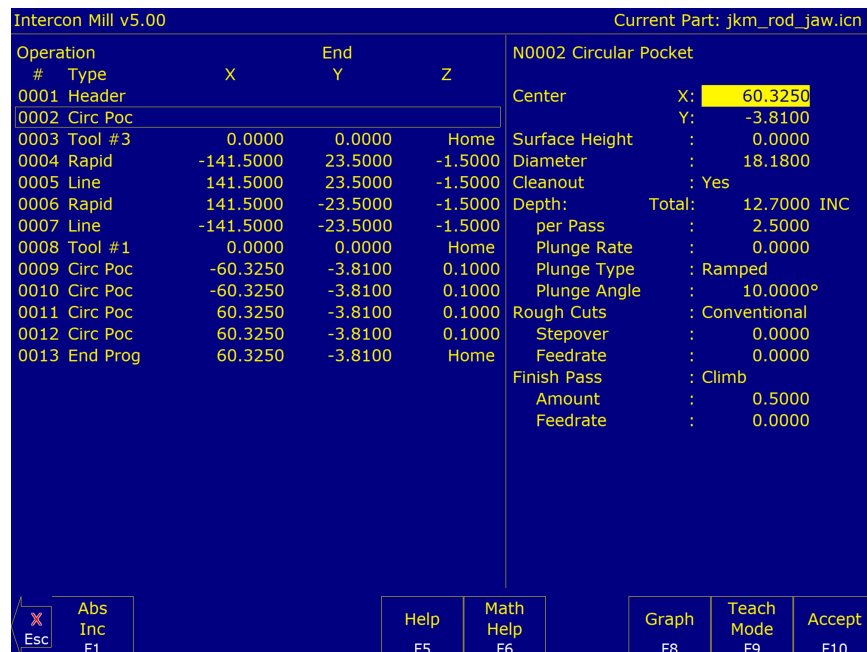 Intercon Mill v5.00 Current Part: jkm_rod_jaw.icn
Operation End
# Type X Y Z
0001 Header
0002 Circ Poc
0003 Tool #3 0.0000 0.0000 Home
0004 Rapid -141.5000 23.5000 -1.5000
0005 Line 141.5000 23.5000 -1.5000
0006 Rapid 141.5000 -23.5000 -1.5000
0007 Line -141.5000 -23.5000 -1.5000
0008 Tool #1 0.0000 0.0000 Home
0009 Circ Poc -60.3250 -3.8100 0.1000
0010 Circ Poc -60.3250 -3.8100 0.1000
0011 Circ Poc 60.3250 -3.8100 0.1000
0012 Circ Poc 60.3250 -3.8100 0.1000
0013 End Prog 60.3250 -3.8100 Home
N0002 Circular Pocket
Center X: 60.3250
Y: -3.8100
Surface Height : 0.0000
Diameter : 18.1800
Cleanout : Yes
Depth: Total: 12.7000 INC
per Pass : 2.5000
Plunge Rate : 0.0000
Plunge Type : Ramped
Plunge Angle : 10.0000°
Rough Cuts : Conventional
Stepover : 0.0000
Feedrate : 0.0000
Finish Pass : Climb
Amount : 0.5000
Feedrate : 0.0000
X Esc
Abs Inc F1
Help F5
Math Help F6
Graph F8
Teach Mode F9
Accept F10